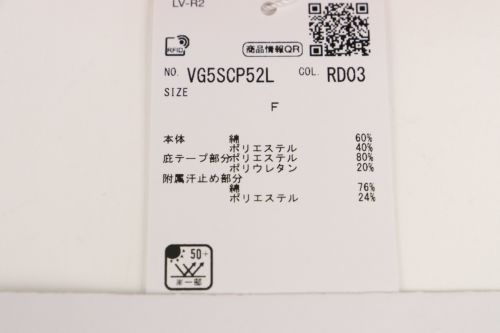 LV-R2
RFID
商品情報QR
NO. VG5SCP52L COL. RD03
SIZE
F
本体 綿 60%
ポリエステル 40%
庇テープ部分 ポリエステル 80%
ポリウレタン 20%
附属汗止め部分
綿 76%
ポリエステル 24%
50+
※一部